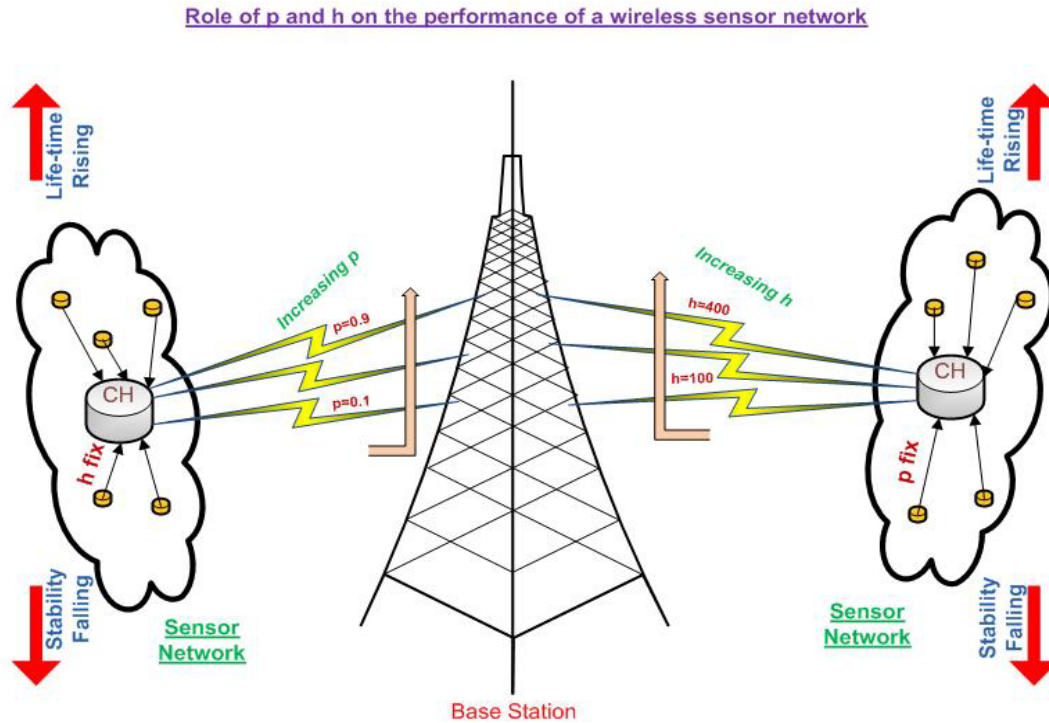 Role of p and h on the performance of a wireless sensor network
Life-time
Rising
Life-time
Rising
Increasing p
Increasing h
p=0.9
h=400
p=0.1
h=100
CH
CH
h fix
p fix
Stability
Falling
Stability
Falling
Sensor
Network
Sensor
Network
Base Station